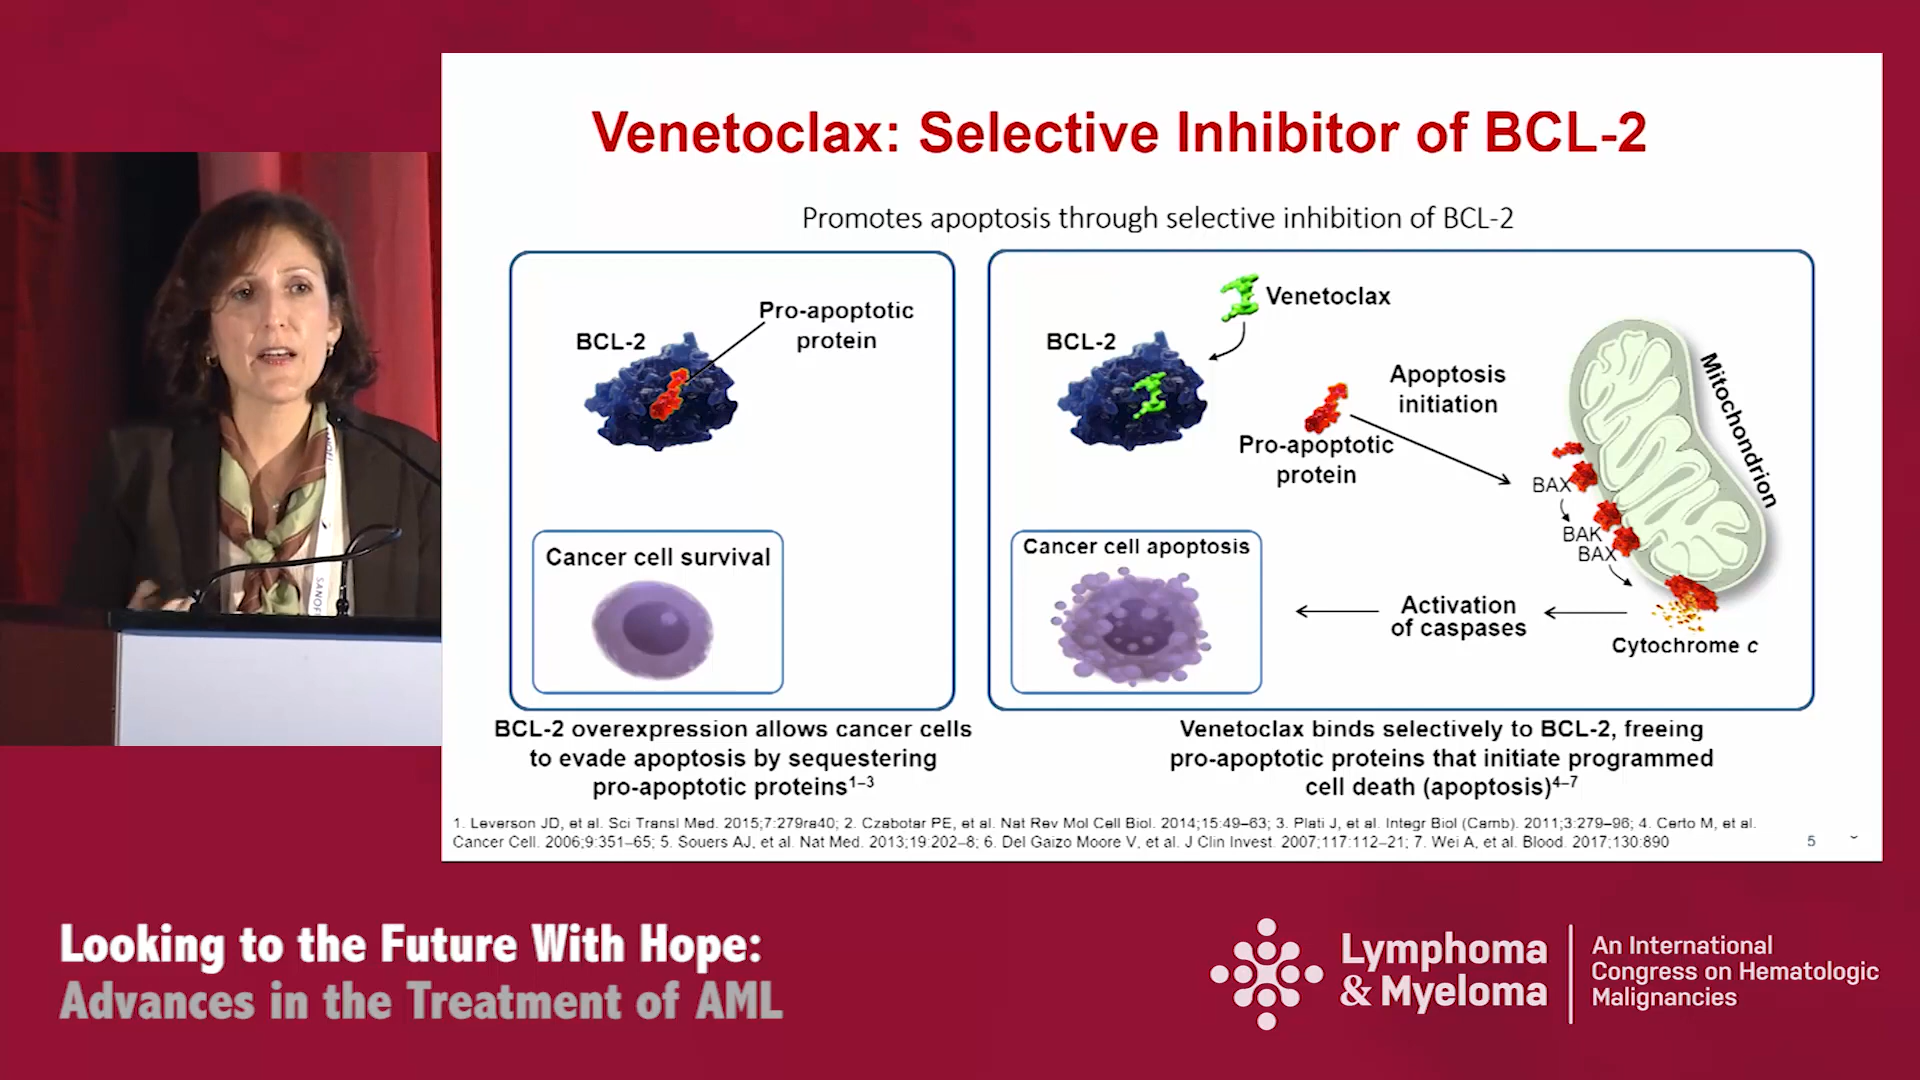 Venetoclax: Selective Inhibitor of BCL-2
Promotes apoptosis through selective inhibition of BCL-2
Pro-apoptotic
protein
BCL-2
Cancer cell survival
Venetoclax
BCL-2
Apoptosis
initiation
Pro-apoptotic
protein
Mitochondrion
BAX
BAK
BAX
Cancer cell apoptosis
Activation
of caspases
Cytochrome c
BCL-2 overexpression allows cancer cells
to evade apoptosis by sequestering
pro-apoptotic proteins1–3
Venetoclax binds selectively to BCL-2, freeing
pro-apoptotic proteins that initiate programmed
cell death (apoptosis)4–7
1. Leverson JD, et al. Sci Transl Med. 2015;7:279ra40; 2. Czabotar PE, et al. Nat Rev Mol Cell Biol. 2014;15:49–63; 3. Plati J, et al. Integr Biol (Camb). 2011;3:279–96; 4. Certo M, et al.
Cancer Cell. 2006;9:351–65; 5. Souers AJ, et al. Nat Med. 2013;19:202–8; 6. Del Gaizo Moore V, et al. J Clin Invest. 2007;117:112–21; 7. Wei A, et al. Blood. 2017;130:890
5
Looking to the Future With Hope:
Advances in the Treatment of AML
Lymphoma
& Myeloma
An International
Congress on Hematologic
Malignancies